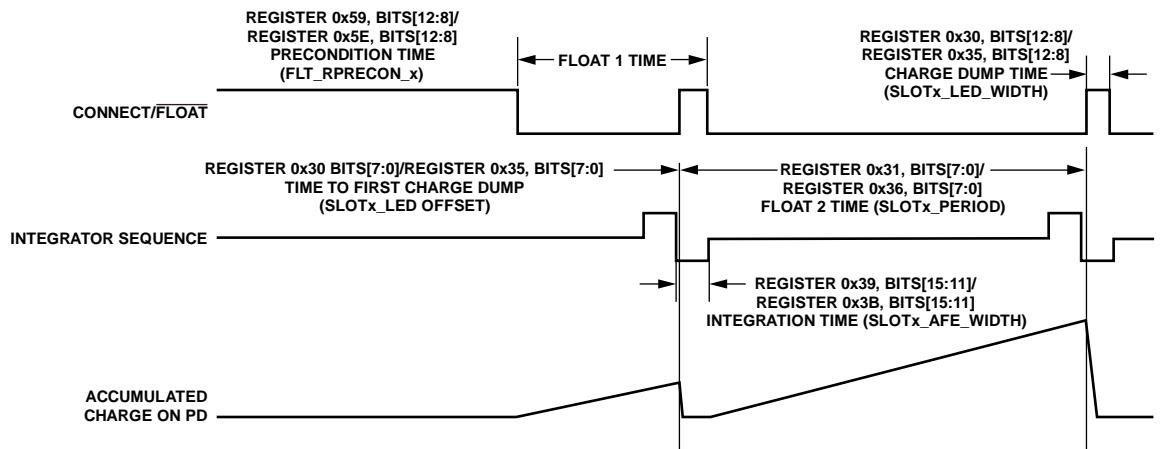 REGISTER 0x59, BITS[12:8]/
REGISTER 0x5E, BITS[12:8]
PRECONDITION TIME
(FLT_RPRECON_x)
FLOAT 1 TIME
REGISTER 0x30, BITS[12:8]/
REGISTER 0x35, BITS[12:8]
CHARGE DUMP TIME
(SLOTx_LED_WIDTH)
CONNECT/FLOAT
REGISTER 0x30 BITS[7:0]/REGISTER 0x35, BITS[7:0]
TIME TO FIRST CHARGE DUMP
(SLOTx_LED OFFSET)
REGISTER 0x31, BITS[7:0]/
REGISTER 0x36, BITS[7:0]
FLOAT 2 TIME (SLOTx_PERIOD)
INTEGRATOR SEQUENCE
REGISTER 0x39, BITS[15:11]/
REGISTER 0x3B, BITS[15:11]
INTEGRATION TIME (SLOTx_AFE_WIDTH)
ACCUMULATED
CHARGE ON PD